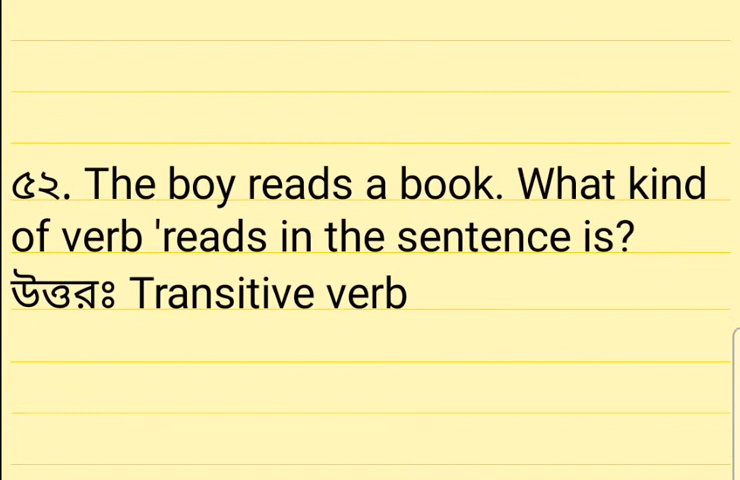 ৫২. The boy reads a book. What kind
of verb 'reads in the sentence is?
উত্তরঃ Transitive verb